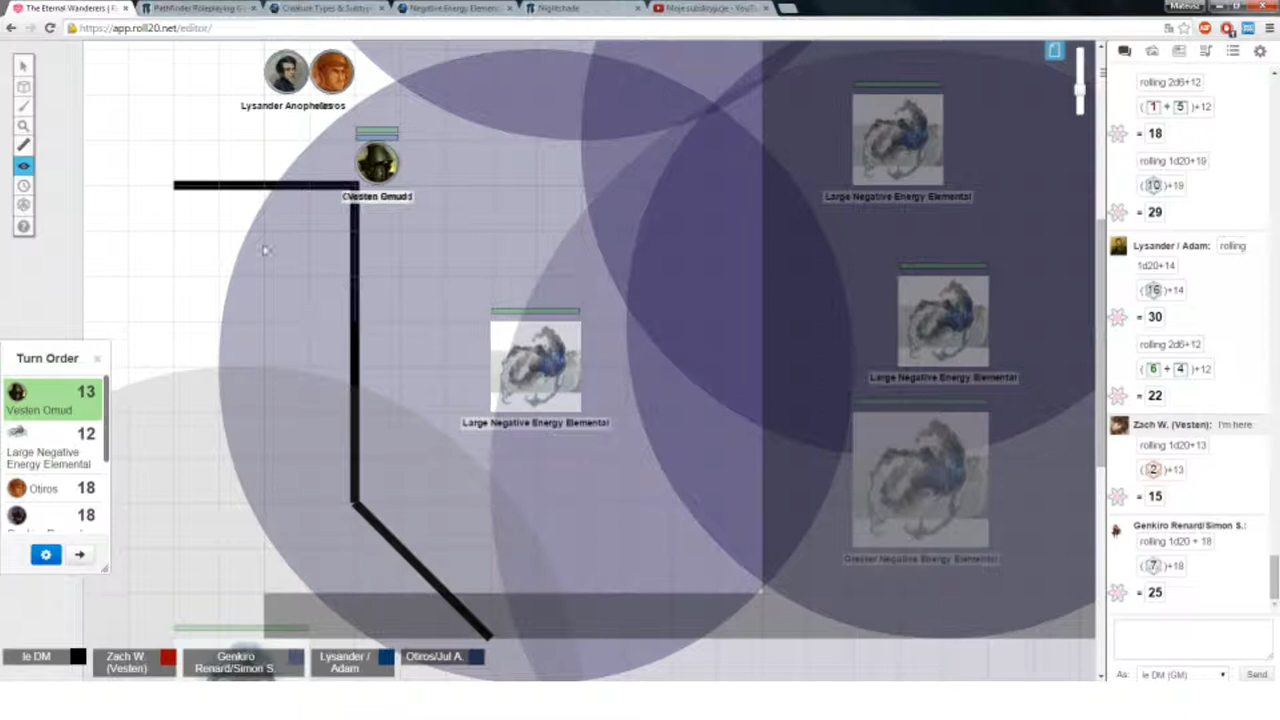 The Eternal Wanderers | R
Pathfinder Roleplaying G
Creature Types & Subtyp
Negative Energy Elemen
Nightshade
Moje subskrypcje - YouT
Mateusz
https://app.roll20.net/editor/
Lysander Anopheles
Vesten Omud
Large Negative Energy Elemental
Large Negative Energy Elemental
Large Negative Energy Elemental
Greater Negative Energy Elemental
Turn Order
Vesten Omud 13
Large Negative 12
Energy Elemental
Otiros 18
18
le DM
Zach W.
(Vesten)
Genkiro
Renard/Simon S.
Lysander /
Adam
Otiros/Jul A.
rolling 2d6+12
(1 + 5)+12
= 18
rolling 1d20+19
(10)+19
= 29
Lysander / Adam: rolling
1d20+14
(16)+14
= 30
rolling 2d6+12
(6 + 4)+12
= 22
Zach W. (Vesten): I'm here
rolling 1d20+13
(2)+13
= 15
Genkiro Renard/Simon S.:
rolling 1d20 + 18
(7)+18
= 25
As: le DM (GM)
Send